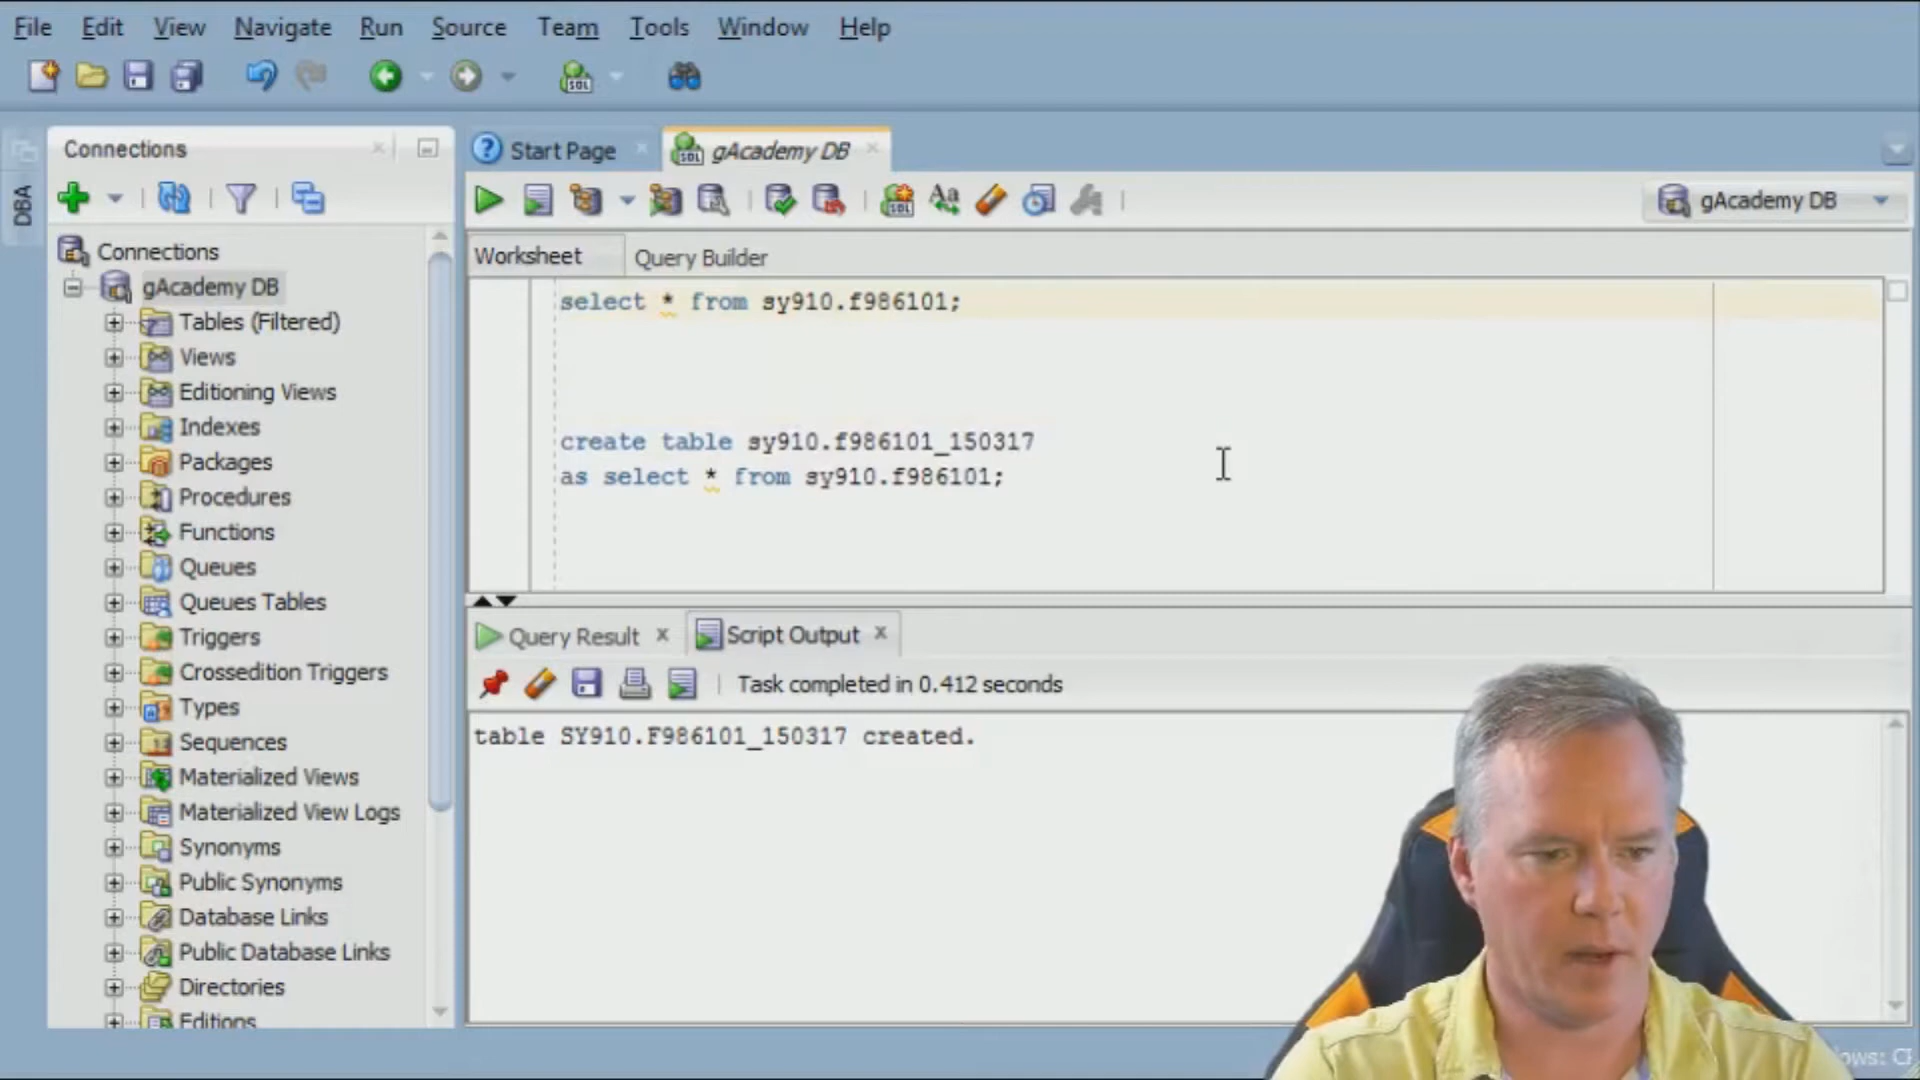 File Edit View Navigate Run Source Team Tools Window Help
SQL
DBA
Connections
Start Page
SQL
gAcademy DB
SQL
gAcademy DB
Worksheet
Query Builder
Connections
gAcademy DB
Tables (Filtered)
Views
Editioning Views
Indexes
Packages
Procedures
Functions
Queues
Queues Tables
Triggers
Crossedition Triggers
Types
Sequences
Materialized Views
Materialized View Logs
Synonyms
Public Synonyms
Database Links
Public Database Links
Directories
Editions
select * from sy910.f986101;
create table sy910.f986101_150317
as select * from sy910.f986101;
Query Result
Script Output
Task completed in 0.412 seconds
table SY910.F986101_150317 created.